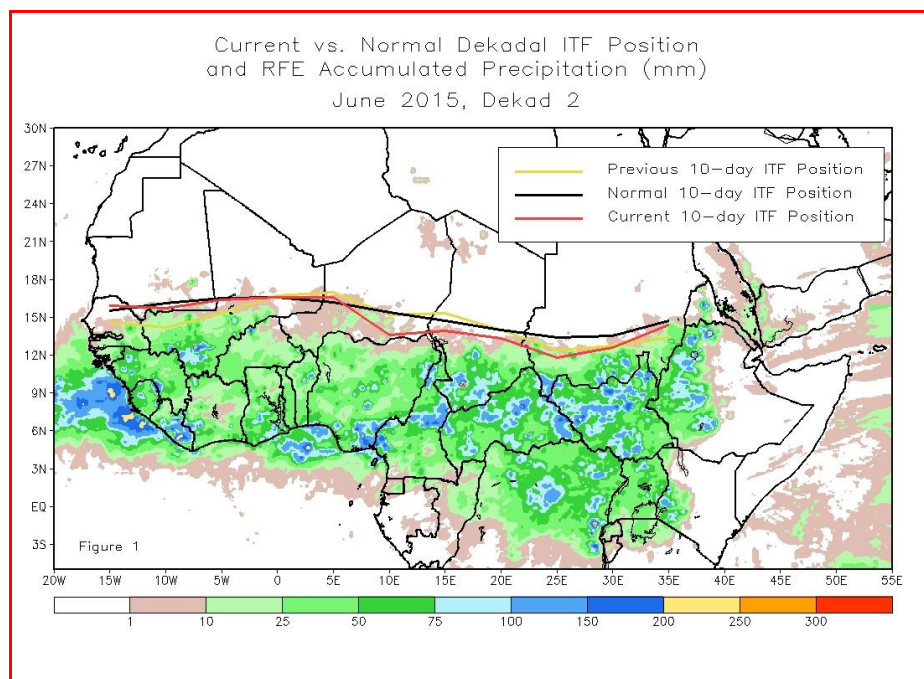 Current vs. Normal Dekadal ITF Position
and RFE Accumulated Precipitation (mm)
June 2015, Dekad 2
30N
27N
24N
21N
18N
15N
12N
9N
6N
3N
EQ
3S
Previous 10-day ITF Position
Normal 10-day ITF Position
Current 10-day ITF Position
Figure 1
20W 15W 10W 5W 0 5E 10E 15E 20E 25E 30E 35E 40E 45E 50E 55E
1 10 25 50 75 100 150 200 250 300